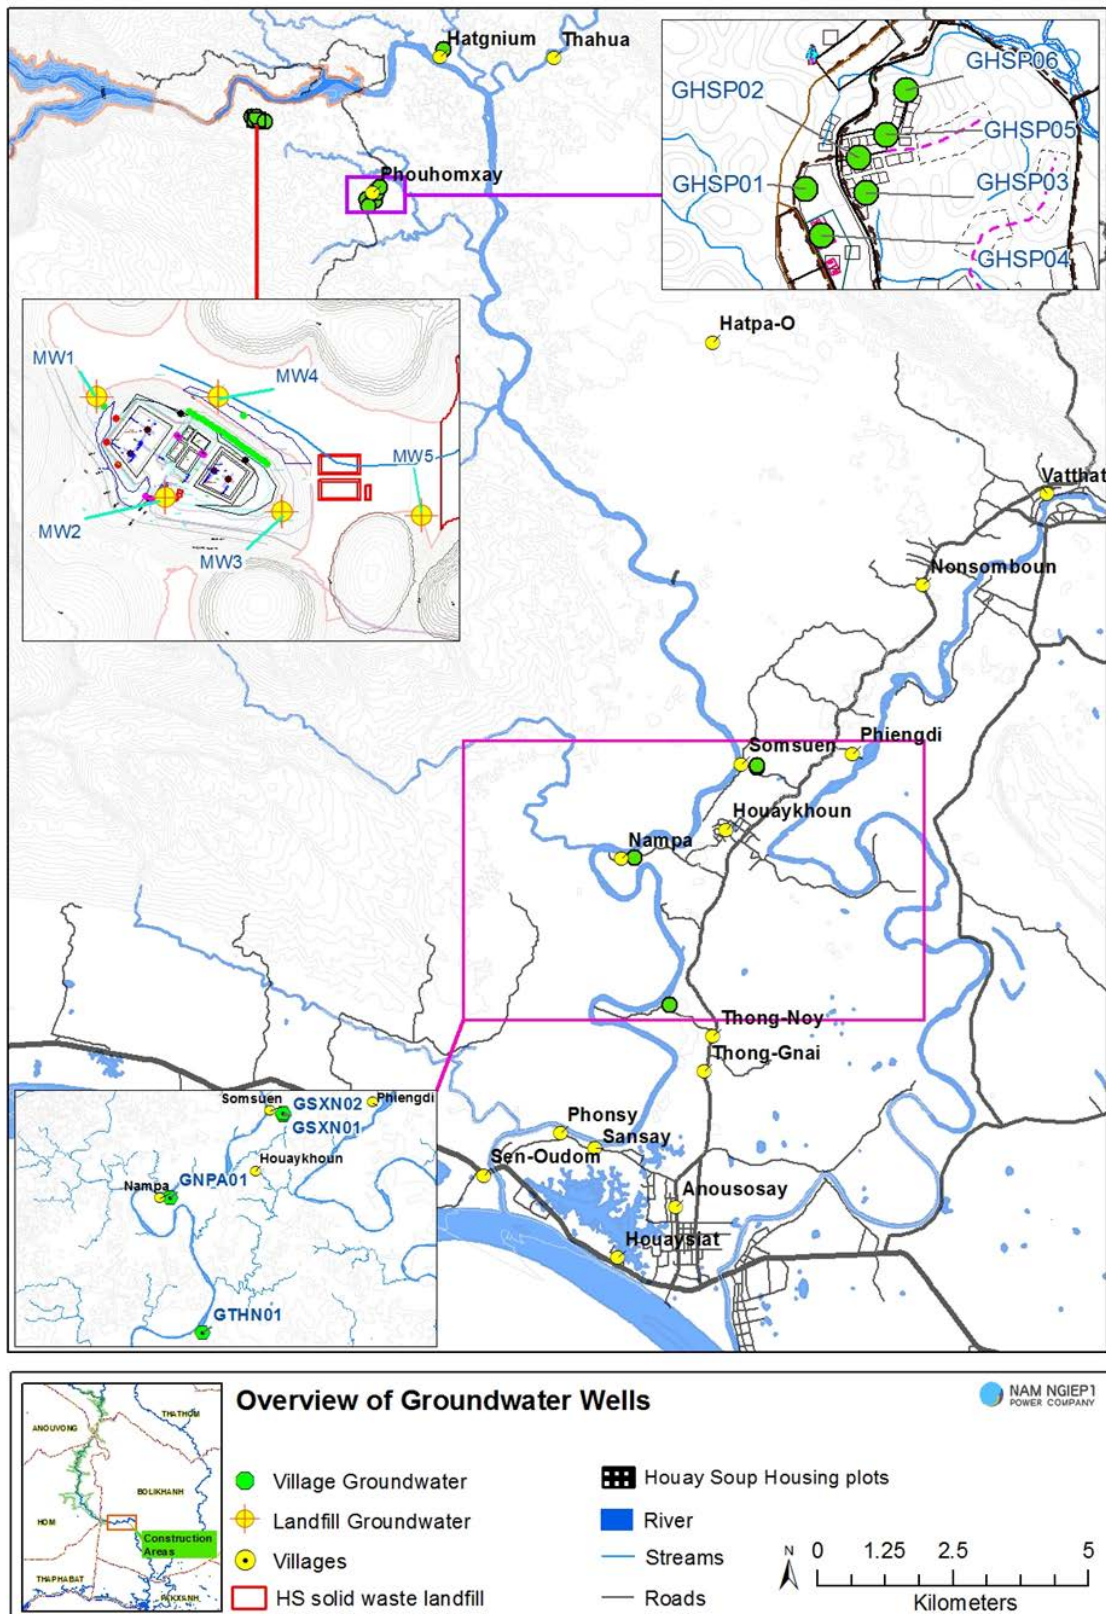 Hatgnium
Thahua
Phouhomxay
GHSP06
GHSP02
GHSP05
GHSP01
GHSP03
GHSP04
Hatpa-O
MW1
MW4
MW5
MW2
MW3
Vatthat
Nonsomboun
Somsuen
Phiengdi
Houaykhoun
Nampa
Thong-Noy
Thong-Gnai
Phonsy
Sansay
Sen-Oudom
Anousosay
Houaysiat
Somsuen
Phiengdi
GSXN02
GSXN01
Houaykhoun
GNPA01
Nampa
GTHN01
Overview of Groundwater Wells
NAM NGIEP1
POWER COMPANY
ANOUVONG
THATHOM
BOLIKHANH
HOM
Construction
Areas
THAPHABAT
PAKXANH
Village Groundwater
Landfill Groundwater
Villages
HS solid waste landfill
Houay Soup Housing plots
River
Streams
Roads
N
0 1.25 2.5 5
Kilometers